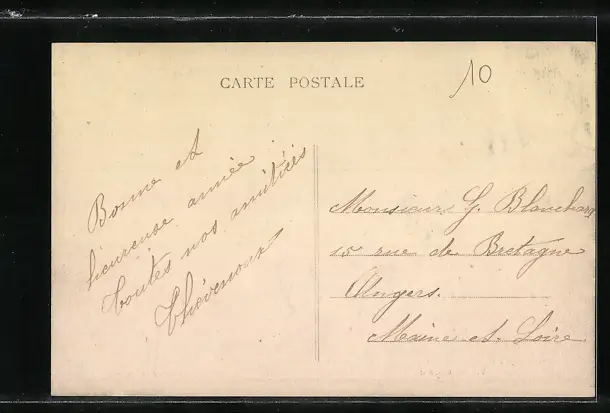 CARTE POSTALE
10
Bonne et
heureuse année
toutes nos amitiés
Thévenoux
Monsieur G. Blanchard
15 rue de Bretagne
Angers.
Maine et Loire